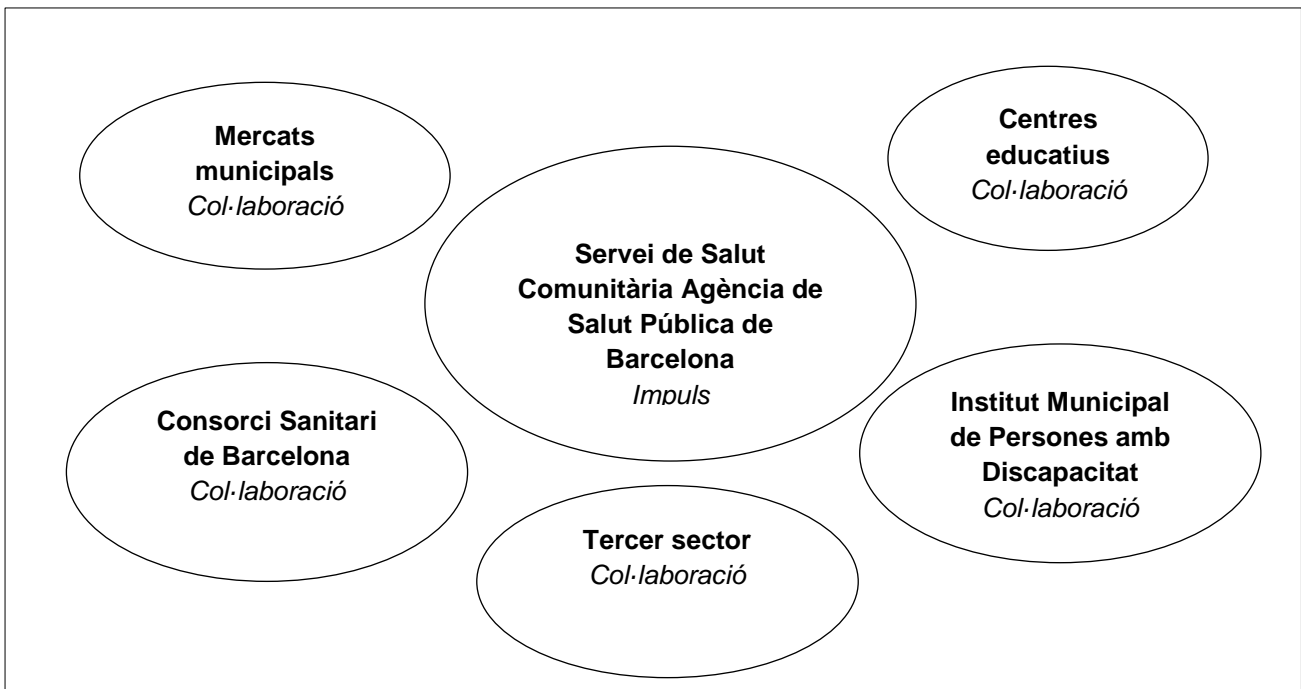 Mercats
municipals
Col·laboració
Centres
educatius
Col·laboració
Servei de Salut
Comunitària Agència de
Salut Pública de
Barcelona
Impuls
Consorci Sanitari
de Barcelona
Col·laboració
Institut Municipal
de Persones amb
Discapacitat
Col·laboració
Tercer sector
Col·laboració